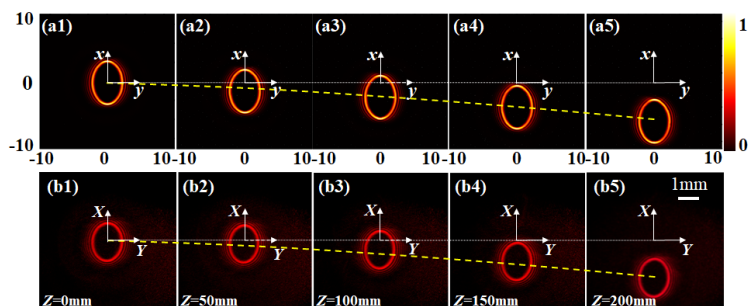 10 (a1) (a2) (a3) (a4) (a5) 1
x x x x x
0 y y y y y
-10 0
-10 0 10 -10 0 10 -10 0 10 -10 0 10 -10 0 10
(b1) (b2) (b3) (b4) (b5) 1mm
X X X X X
Y Y Y Y Y
Z=0mm Z=50mm Z=100mm Z=150mm Z=200mm